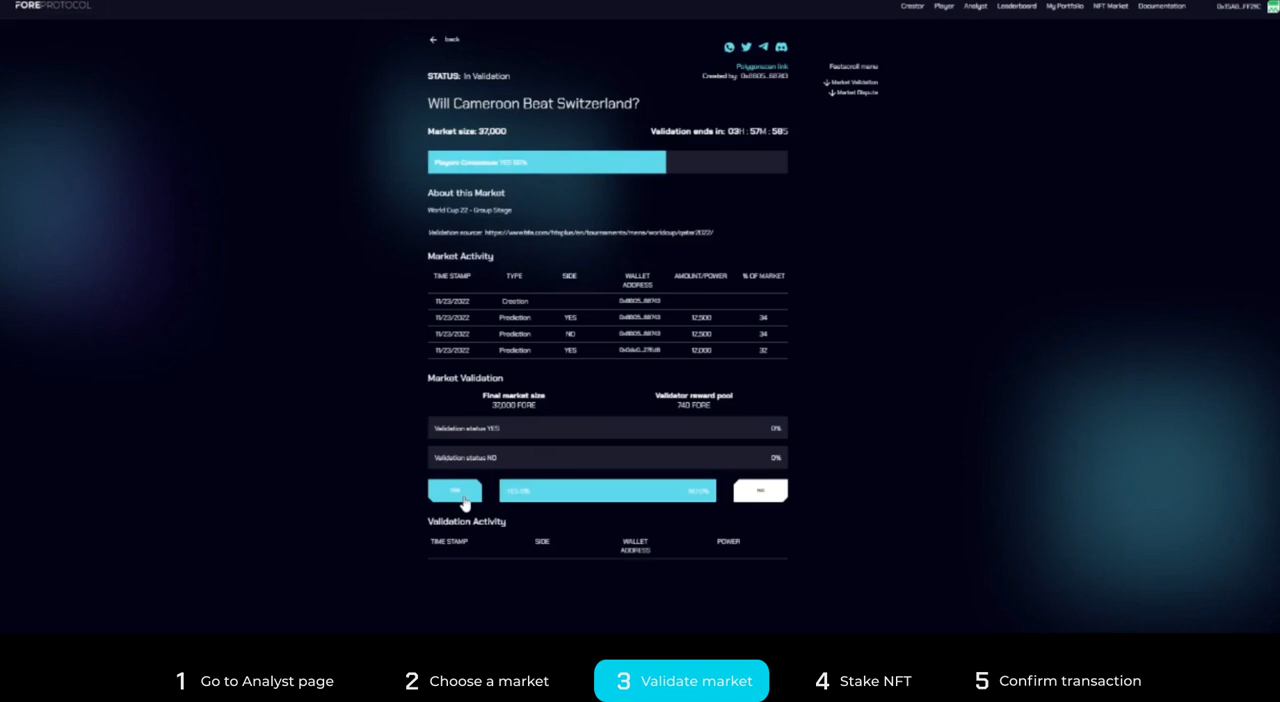 FOREPROTOCOL
Creator Player Analyst Leaderboard My Portfolio NFT Market Documentation
back
Polygonscan link
STATUS: In Validation
Fastscroll menu
Market Validation
Market Dispute
Will Cameroon Beat Switzerland?
Market size: 37,000
Validation ends in: 03H : 57M : 58S
Players Consensus: YES
About this Market
World Cup 22 - Group Stage
Validation source:
Market Activity
TIME STAMP TYPE SIDE WALLET ADDRESS AMOUNT/POWER % OF MARKET
11/23/2022 Creation
11/23/2022 Prediction YES 12,500 34
11/23/2022 Prediction NO 12,500 34
11/23/2022 Prediction YES 12,000 32
Market Validation
Final market size Validator reward pool
37,000 FORE 740 FORE
Validation status YES 0%
Validation status NO 0%
Validation Activity
TIME STAMP SIDE WALLET ADDRESS POWER
1 Go to Analyst page 2 Choose a market 3 Validate market 4 Stake NFT 5 Confirm transaction